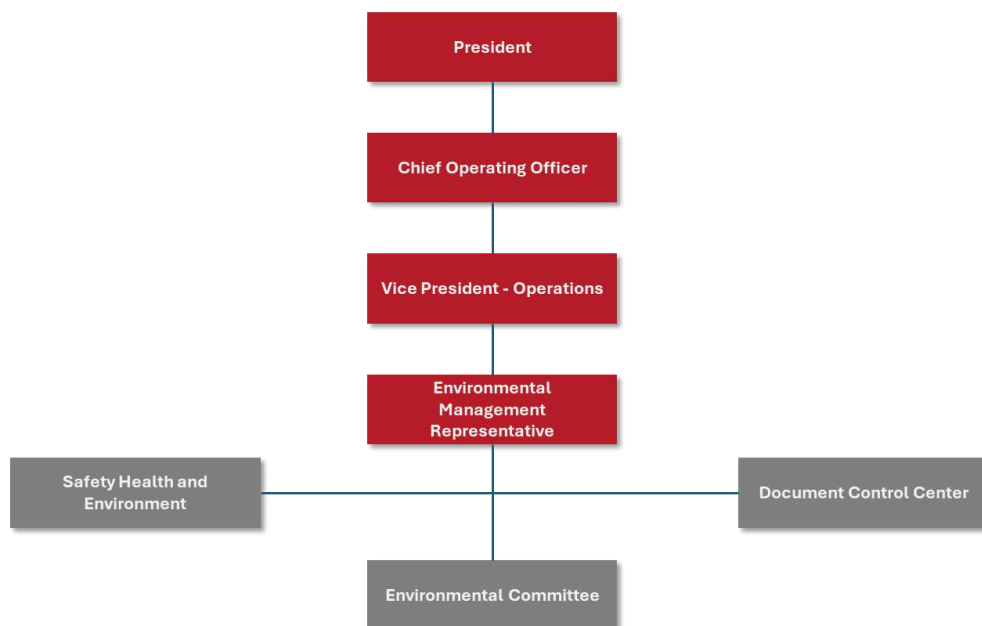 President
Chief Operating Officer
Vice President - Operations
Environmental
Management
Representative
Safety Health and
Environment
Document Control Center
Environmental Committee